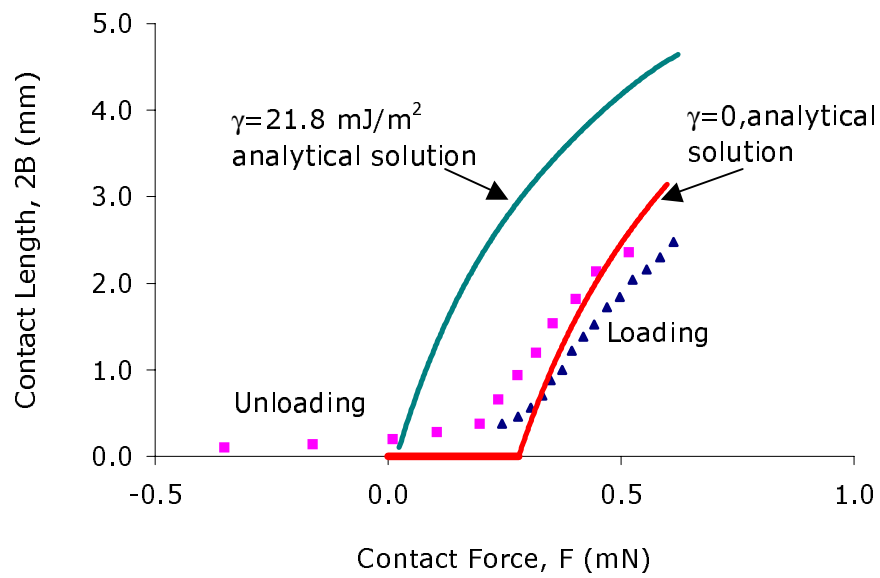 5.0
4.0
3.0
2.0
1.0
0.0
-0.5
0.0
0.5
1.0
Contact Length, 2B (mm)
Contact Force, F (mN)
γ=21.8 mJ/m²
analytical solution
γ=0,analytical
solution
Unloading
Loading